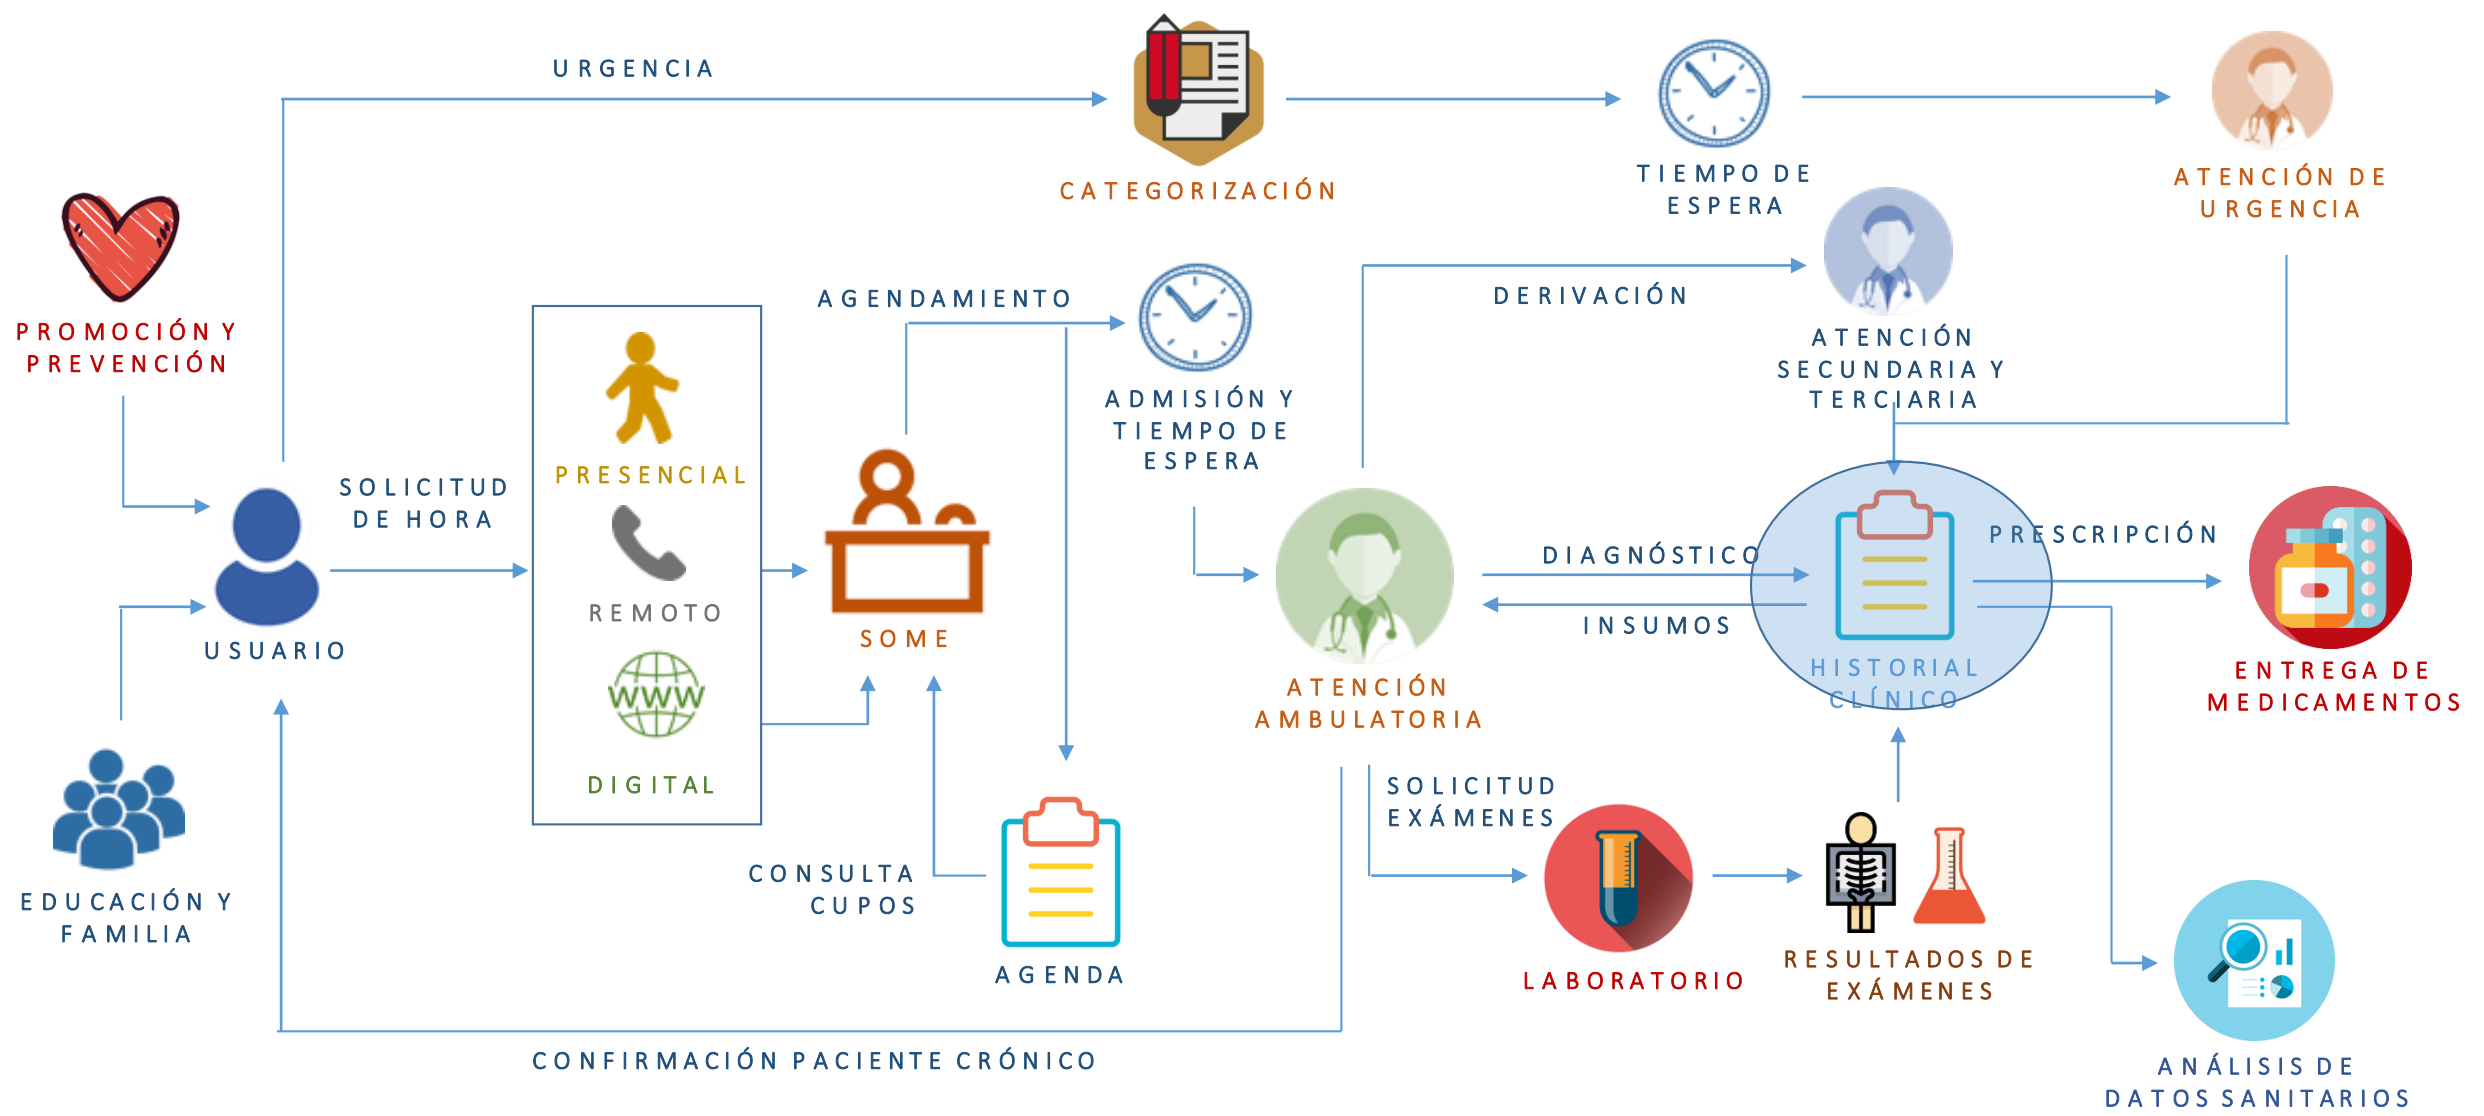 URGENCIA
CATEGORIZACIÓN
TIEMPO DE
ESPERA
ATENCIÓN DE
URGENCIA
PROMOCIÓN Y
PREVENCIÓN
AGENDAMIENTO
DERIVACIÓN
ATENCIÓN
SECUNDARIA Y
TERCIARIA
ADMISIÓN Y
TIEMPO DE
ESPERA
SOLICITUD
DE HORA
PRESENCIAL
REMOTO
WWW
DIGITAL
USUARIO
SOME
DIAGNÓSTICO
INSUMOS
PRESCRIPCIÓN
HISTORIAL
CLÍNICO
ENTREGA DE
MEDICAMENTOS
ATENCIÓN
AMBULATORIA
SOLICITUD
EXÁMENES
CONSULTA
CUPOS
EDUCACIÓN Y
FAMILIA
AGENDA
LABORATORIO
RESULTADOS DE
EXÁMENES
CONFIRMACIÓN PACIENTE CRÓNICO
ANÁLISIS DE
DATOS SANITARIOS